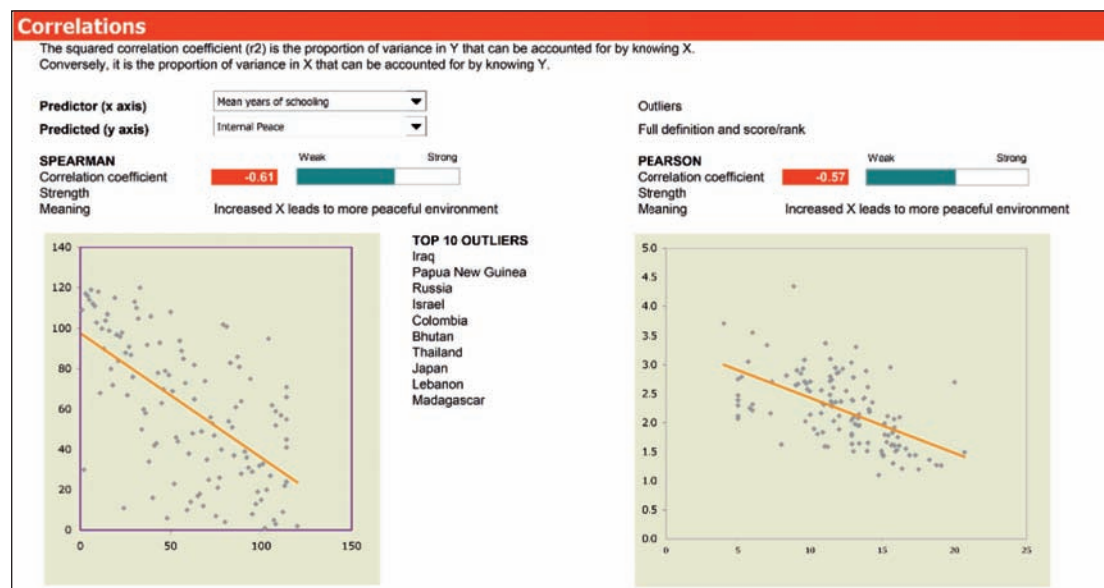 Correlations
The squared correlation coefficient (r2) is the proportion of variance in Y that can be accounted for by knowing X.
Conversely, it is the proportion of variance in X that can be accounted for by knowing Y.
Predictor (x axis) Mean years of schooling
Predicted (y axis) Internal Peace
Outliers
Full definition and score/rank
SPEARMAN Weak Strong
Correlation coefficient -0.61
Strength
Meaning Increased X leads to more peaceful environment
PEARSON Weak Strong
Correlation coefficient -0.57
Strength
Meaning Increased X leads to more peaceful environment
140
120
100
80
60
40
20
0
0 50 100 150
TOP 10 OUTLIERS
Iraq
Papua New Guinea
Russia
Israel
Colombia
Bhutan
Thailand
Japan
Lebanon
Madagascar
5.0
4.5
4.0
3.5
3.0
2.5
2.0
1.5
1.0
0.5
0.0
0 5 10 15 20 25